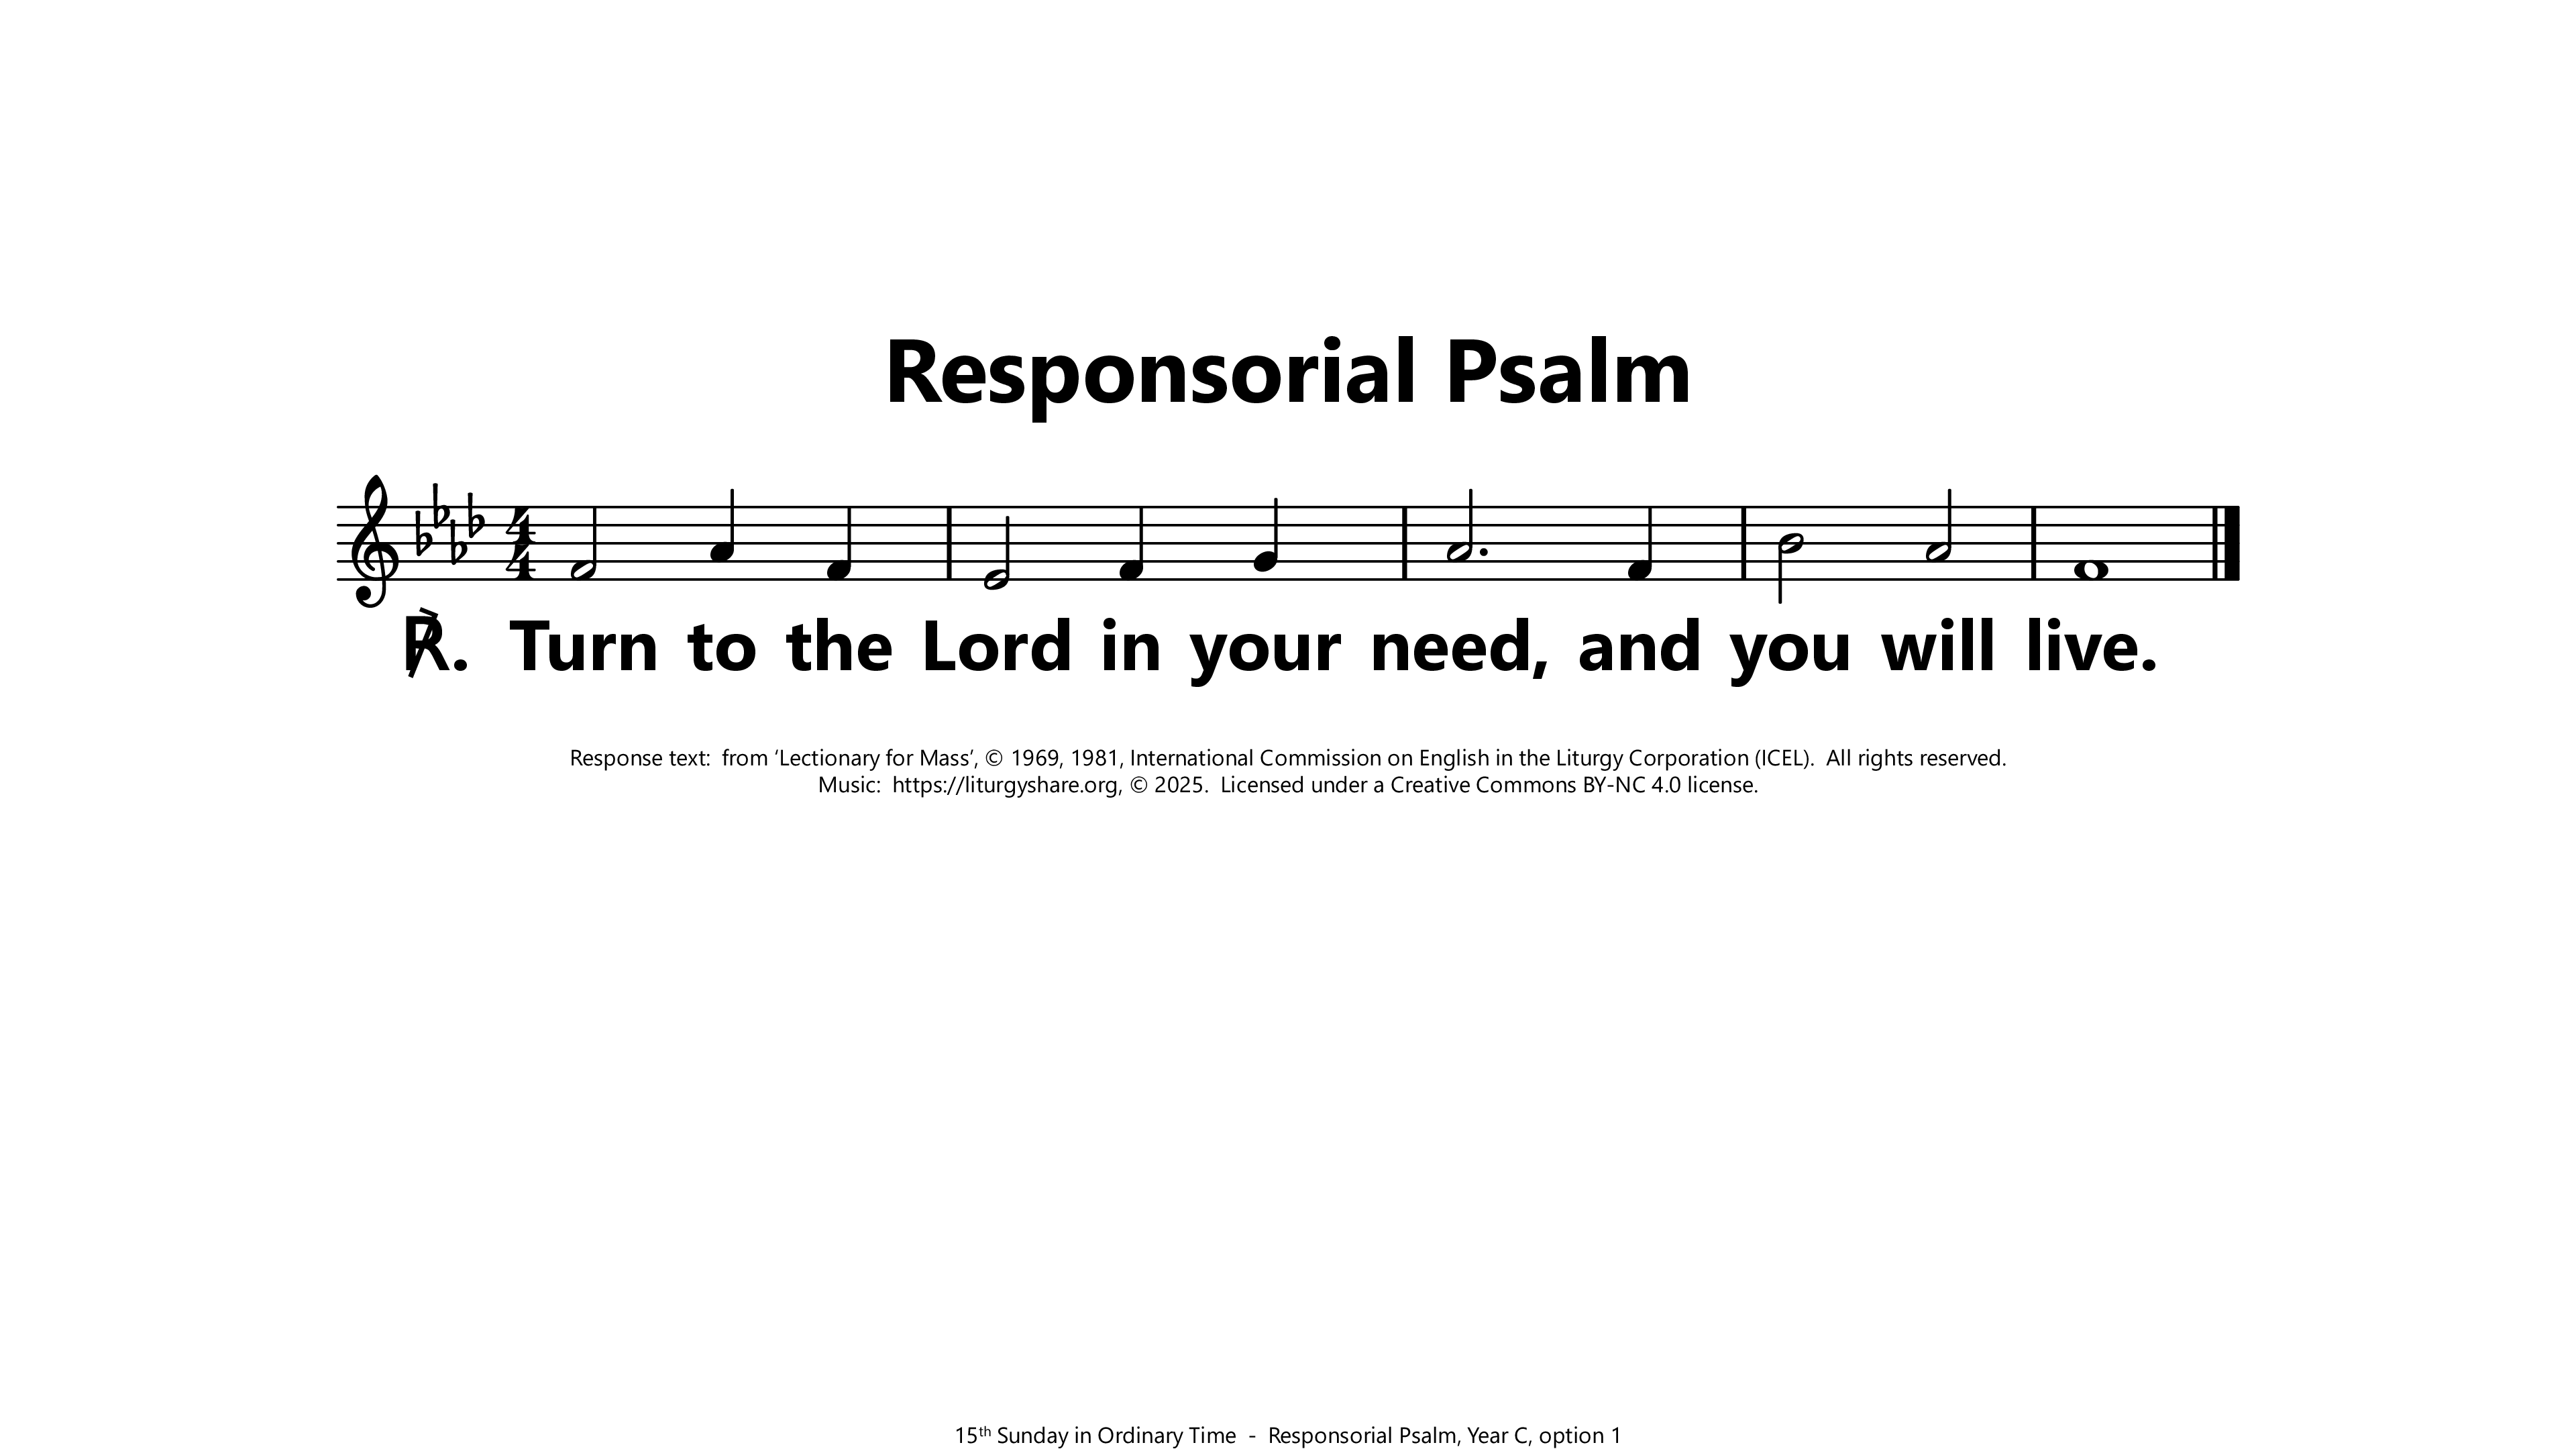 Responsorial Psalm
℟. Turn to the Lord in your need, and you will live.
Response text:  from ‘Lectionary for Mass’, © 1969, 1981, International Commission on English in the Liturgy Corporation (ICEL).  All rights reserved.
Music:  https://liturgyshare.org, © 2025.  Licensed under a Creative Commons BY-NC 4.0 license.
15th Sunday in Ordinary Time  -  Responsorial Psalm, Year C, option 1